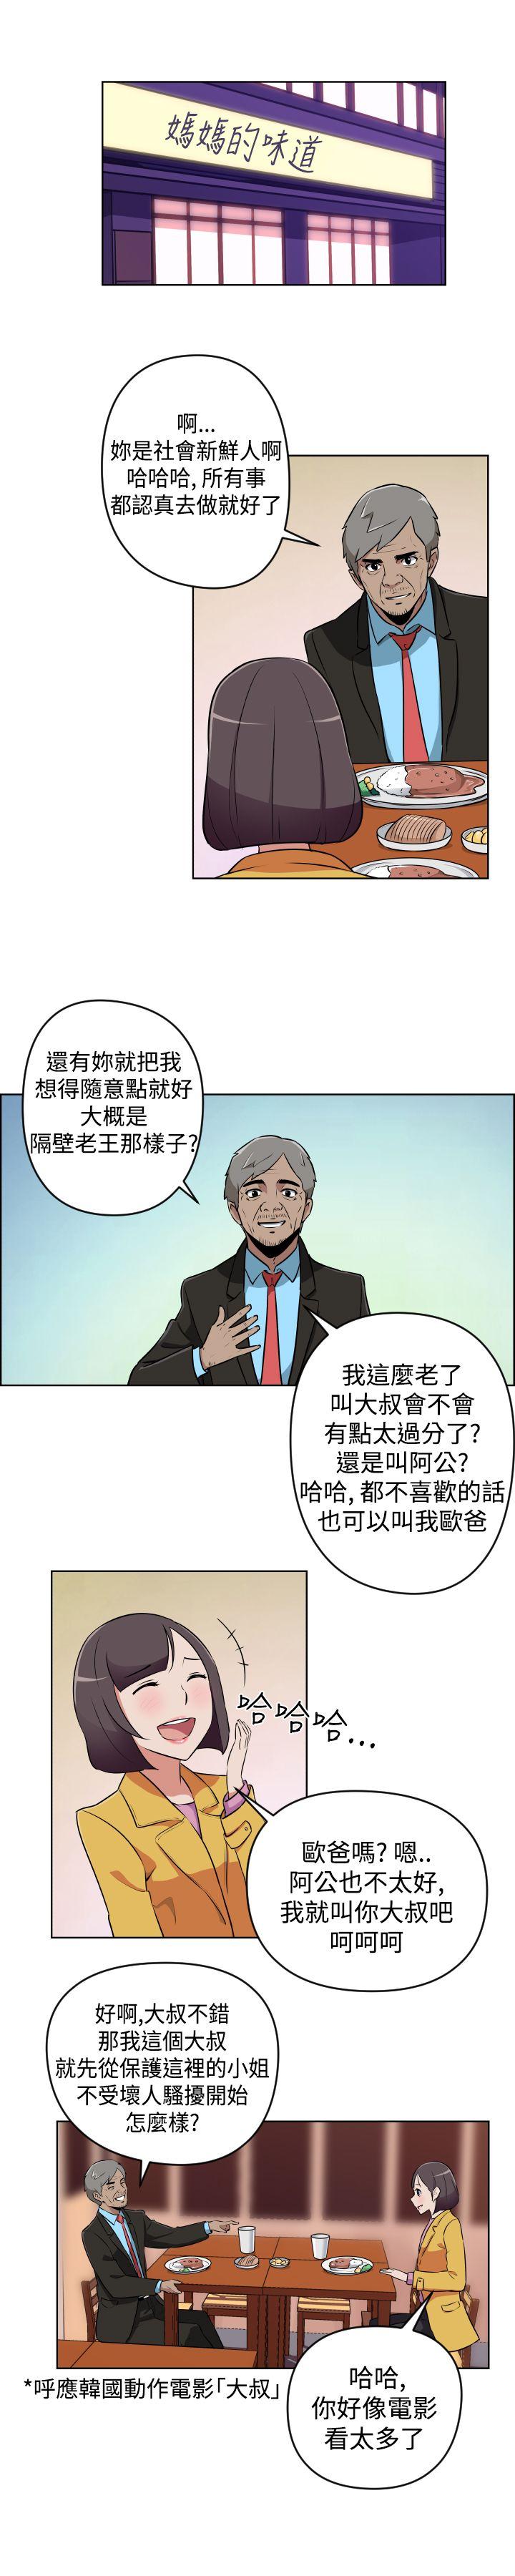 媽媽的味道
啊...
妳是社會新鮮人啊
哈哈哈, 所有事
都認真去做就好了
還有妳就把我
想得隨意點就好
大概是
隔壁老王那樣子?
我這麼老了
叫大叔會不會
有點太過分了?
還是叫阿公?
哈哈, 都不喜歡的話
也可以叫我歐爸
哈哈哈...
歐爸嗎? 嗯..
阿公也不太好,
我就叫你大叔吧
呵呵呵
好啊,大叔不錯
那我這個大叔
就先從保護這裡的小姐
不受壞人騷擾開始
怎麼樣?
*呼應韓國動作電影「大叔」
哈哈,
你好像電影
看太多了